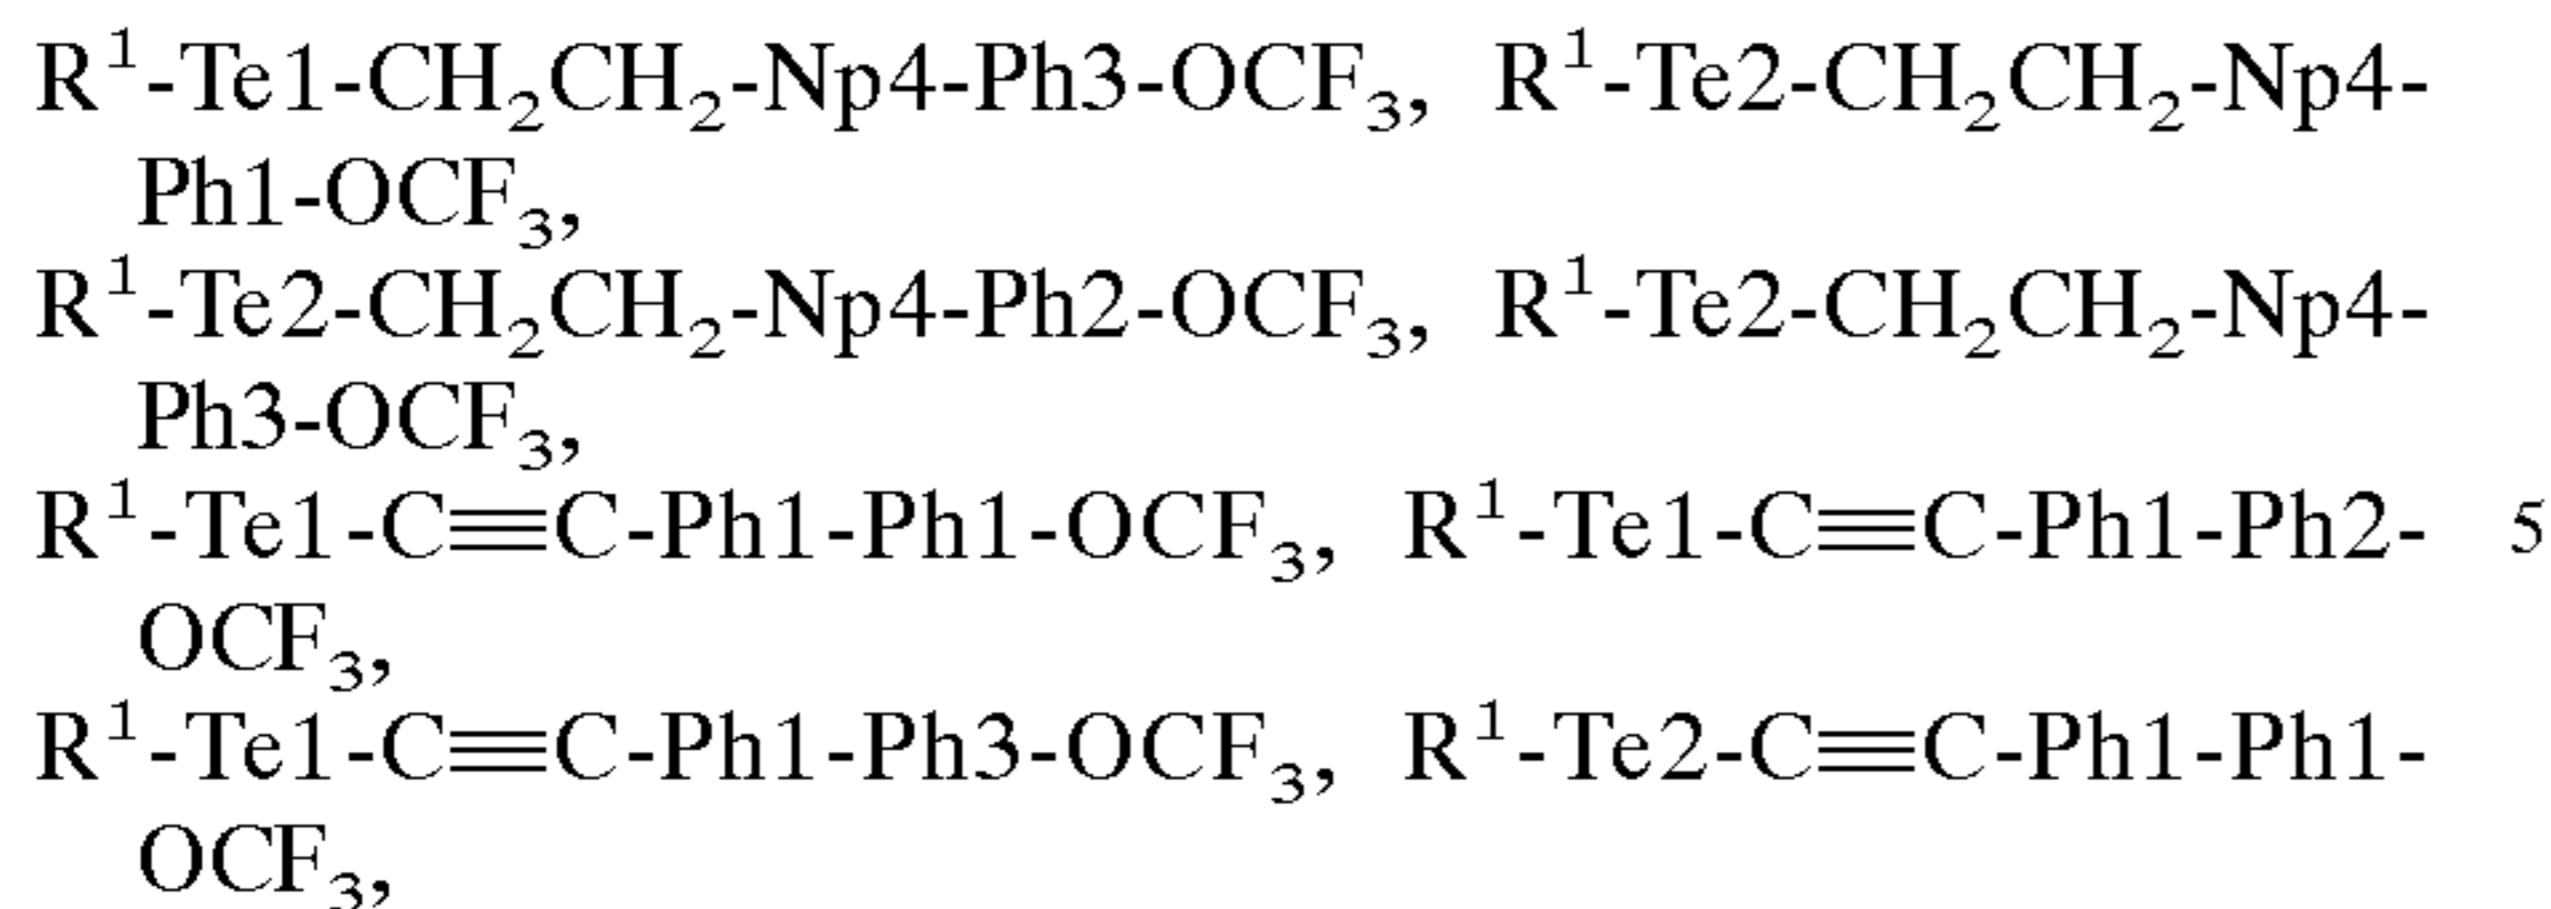 R¹-Te1-CH₂CH₂-Np4-Ph3-OCF₃, R¹-Te2-CH₂CH₂-Np4-
Ph1-OCF₃,
R¹-Te2-CH₂CH₂-Np4-Ph2-OCF₃, R¹-Te2-CH₂CH₂-Np4-
Ph3-OCF₃,
R¹-Te1-C≡C-Ph1-Ph1-OCF₃, R¹-Te1-C≡C-Ph1-Ph2- 5
OCF₃,
R¹-Te1-C≡C-Ph1-Ph3-OCF₃, R¹-Te2-C≡C-Ph1-Ph1-
OCF₃,